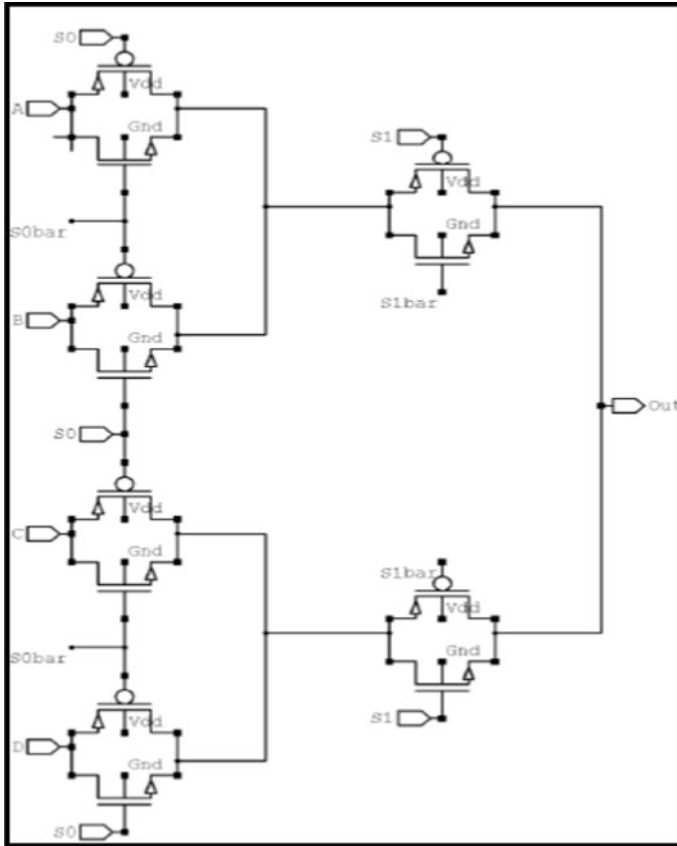 S0
Vdd
A
Gnd
S1
Vdd
S0bar
Gnd
Vdd
S1bar
B
Gnd
Out
S0
Vdd
C
Gnd
S1bar
Vdd
S0bar
Gnd
Vdd
S1
D
Gnd
S0